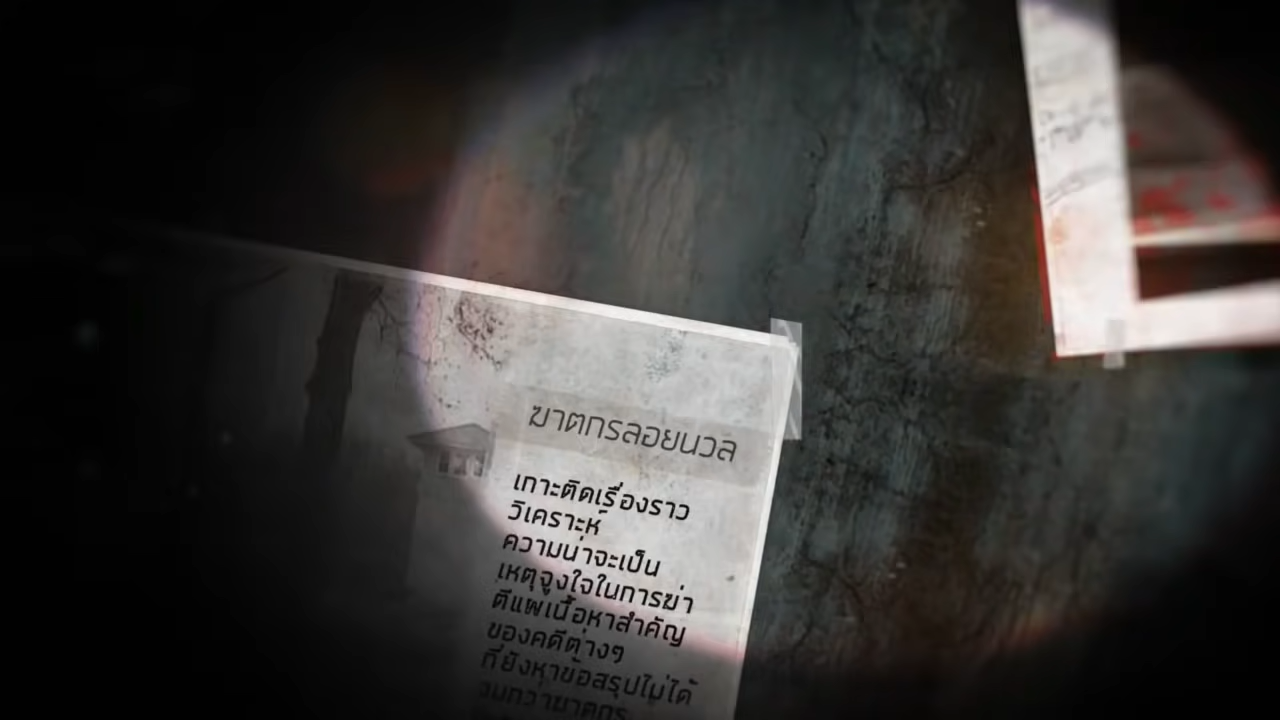 ฆาตกรลอยนวล
เกาะติดเรื่องราว
วิเคราะห์
ความน่าจะเป็น
เหตุจูงใจในการฆ่า
ตีแผ่เนื้อหาสำคัญ
ของคดีต่างๆ
ที่ยังหาข้อสรุปไม่ได้